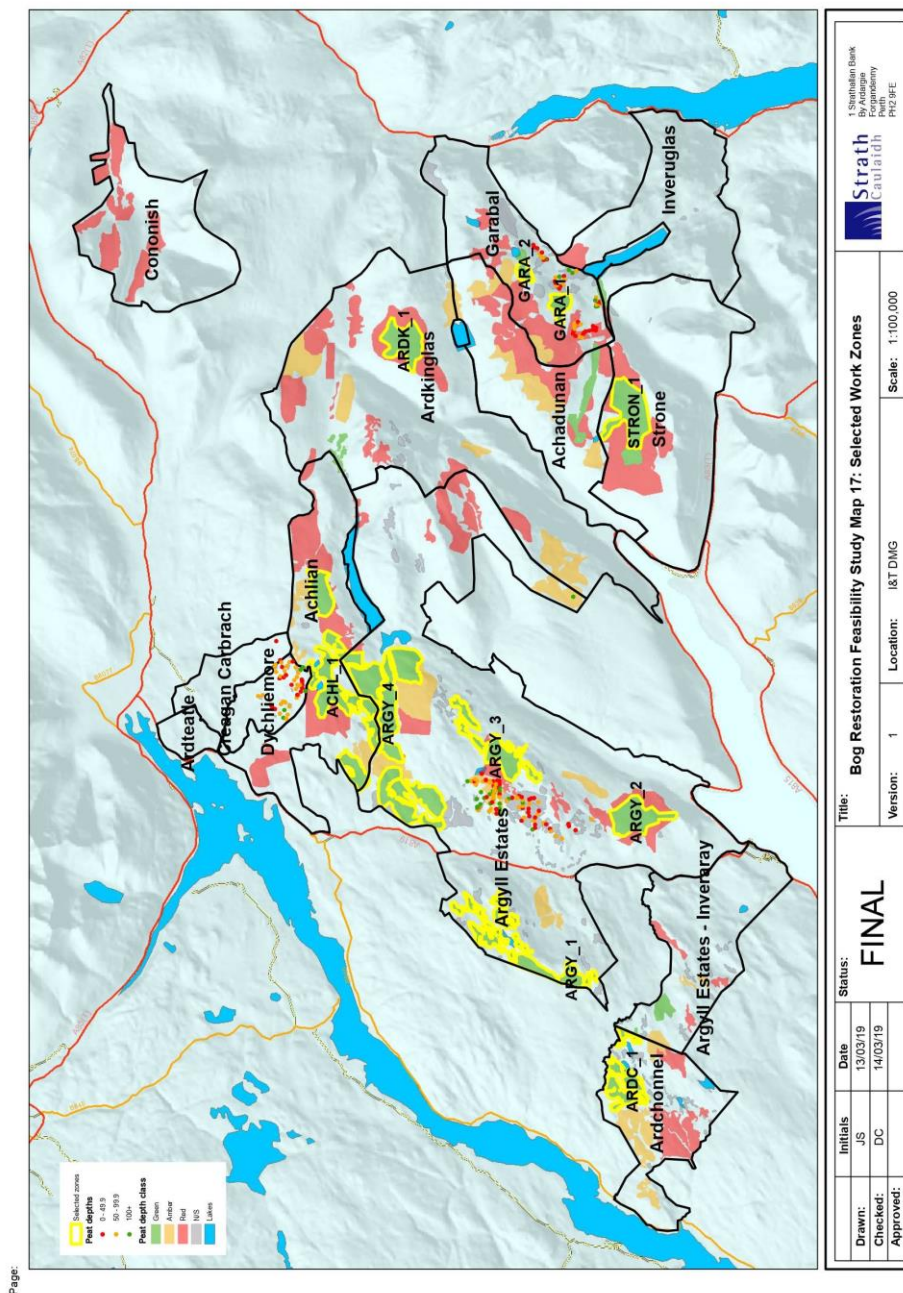 Page:
Selected zones
Peat depths
0 - 49.9
50 - 99.9
100+
Peat depth class
Green
Amber
Red
N/S
Lakes
Cononish
Ardteatle
Creagan Carbrach
Dychliemore
Achlian
ACHL_1
ARGY_4
ARDK_1
Ardkinglas
Garabal
GARA_2
GARA_1
Achadunan
STRON_1
Strone
Inveruglas
ARGY_3
Argyll Estates
ARGY_2
ARGY_1
Argyll Estates - Inveraray
ARDC_1
Ardchonnel
A815
Initials
Date
Status:
Drawn:
JS
13/03/19
Checked:
DC
14/03/19
Approved:
FINAL
Title:
Bog Restoration Feasibility Study Map 17: Selected Work Zones
Version:
1
Location:
I&T DMG
Scale:
1:100,000
Strath
Caulaidh
1 Strathallan Bank
By Ardargie
Forgandenny
Perth
PH2 9FE